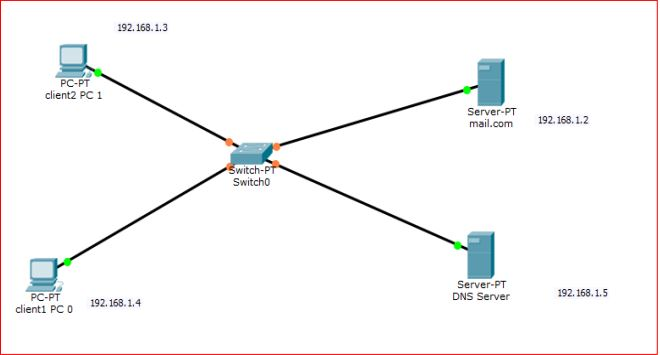 192.168.1.3
PC-PT
client2 PC 1
Server-PT
mail.com
192.168.1.2
Switch-PT
Switch0
PC-PT
client1 PC 0
192.168.1.4
Server-PT
DNS Server
192.168.1.5